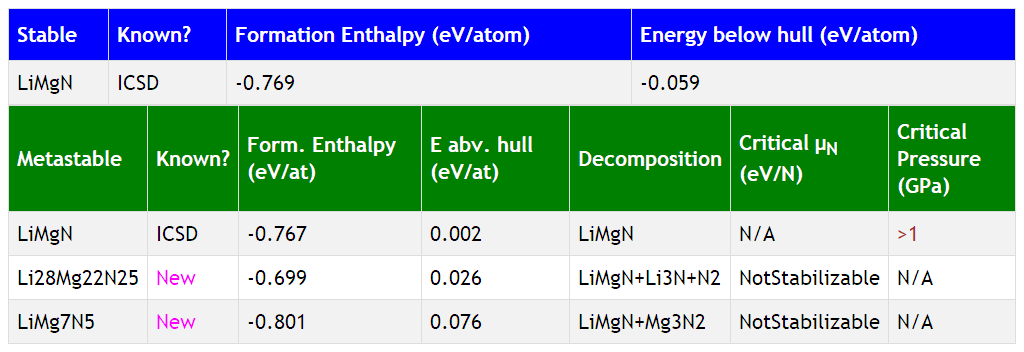 Stable Known? Formation Enthalpy (eV/atom) Energy below hull (eV/atom)
LiMgN ICSD -0.769 -0.059
Metastable Known? Form. Enthalpy (eV/at) E abv. hull (eV/at) Decomposition Critical μN (eV/N) Critical Pressure (GPa)
LiMgN ICSD -0.767 0.002 LiMgN N/A >1
Li28Mg22N25 New -0.699 0.026 LiMgN+Li3N+N2 NotStabilizable N/A
LiMg7N5 New -0.801 0.076 LiMgN+Mg3N2 NotStabilizable N/A